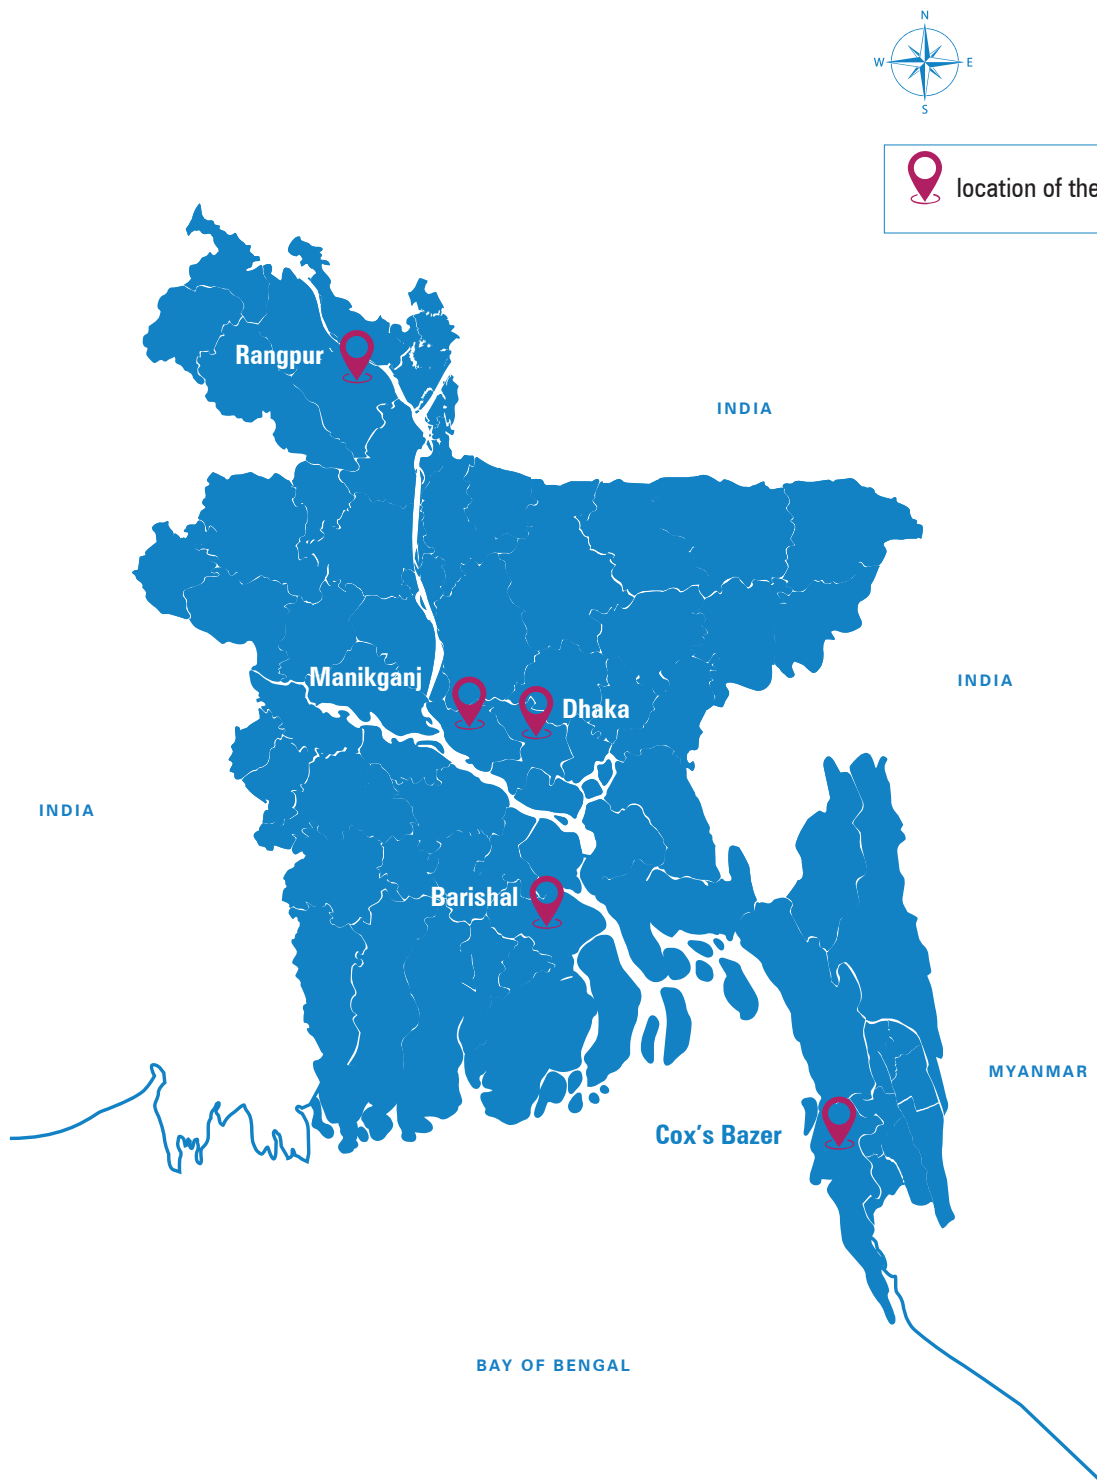 N
W E
S
location of the
Rangpur
INDIA
Manikganj
INDIA
Dhaka
INDIA
Barishal
MYANMAR
Cox's Bazer
BAY OF BENGAL